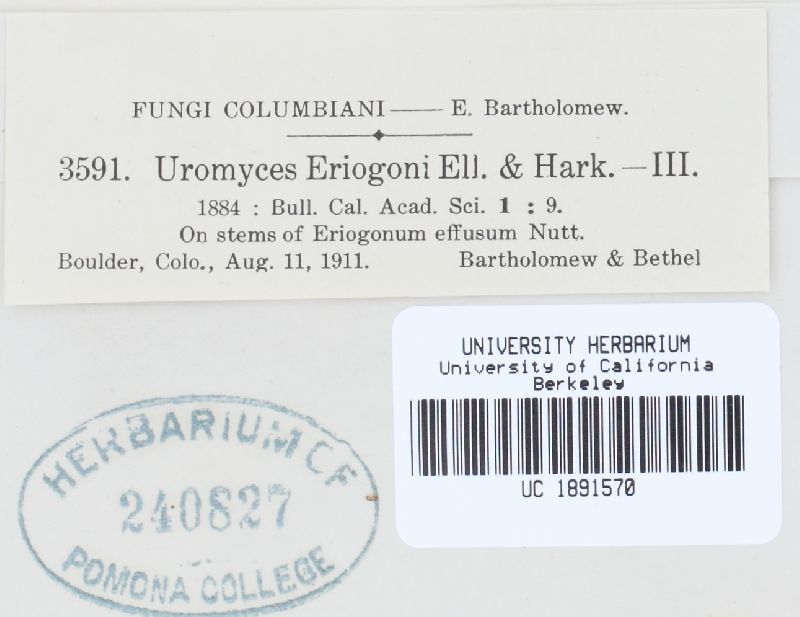 FUNGI COLUMBIANI —— E. Bartholomew.
3591. Uromyces Eriogoni Ell. & Hark. — III.
1884 : Bull. Cal. Acad. Sci. 1 : 9.
On stems of Eriogonum effusum Nutt.
Boulder, Colo., Aug. 11, 1911. Bartholomew & Bethel
UNIVERSITY HERBARIUM
University of California
Berkeley
UC 1891570
HERBARIUM OF
240827
POMONA COLLEGE